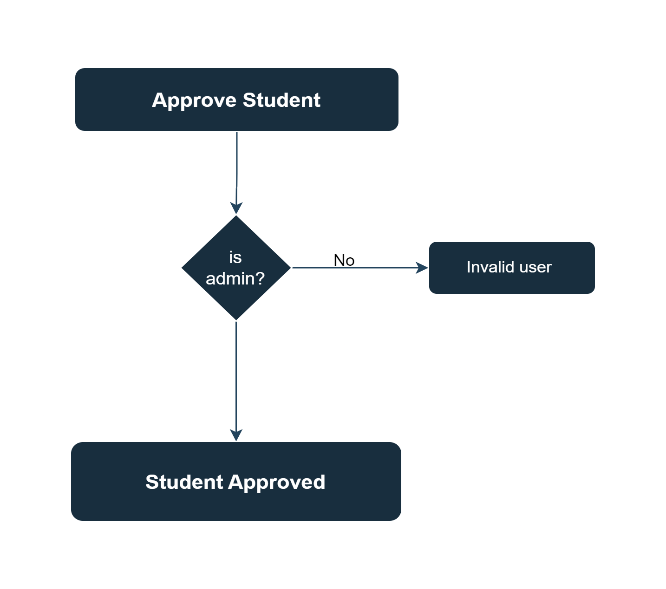 Approve Student
is
admin?
No
Invalid user
Student Approved